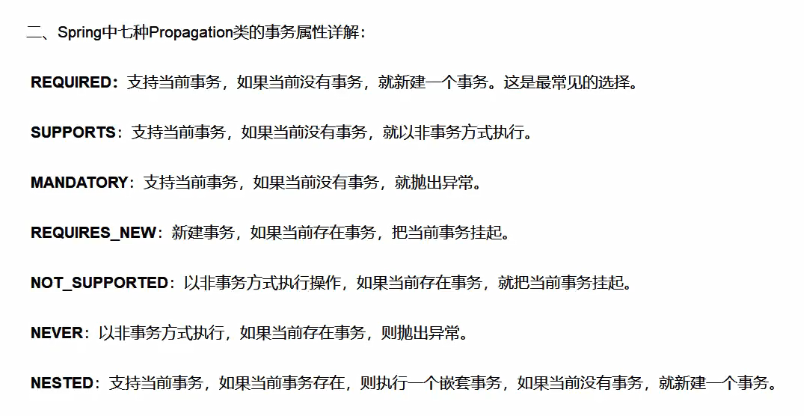 二、Spring中七种Propagation类的事务属性详解：
REQUIRED：支持当前事务，如果当前没有事务，就新建一个事务。这是最常见的选择。
SUPPORTS：支持当前事务，如果当前没有事务，就以非事务方式执行。
MANDATORY：支持当前事务，如果当前没有事务，就抛出异常。
REQUIRES_NEW：新建事务，如果当前存在事务，把当前事务挂起。
NOT_SUPPORTED：以非事务方式执行操作，如果当前存在事务，就把当前事务挂起。
NEVER：以非事务方式执行，如果当前存在事务，则抛出异常。
NESTED：支持当前事务，如果当前事务存在，则执行一个嵌套事务，如果当前没有事务，就新建一个事务。